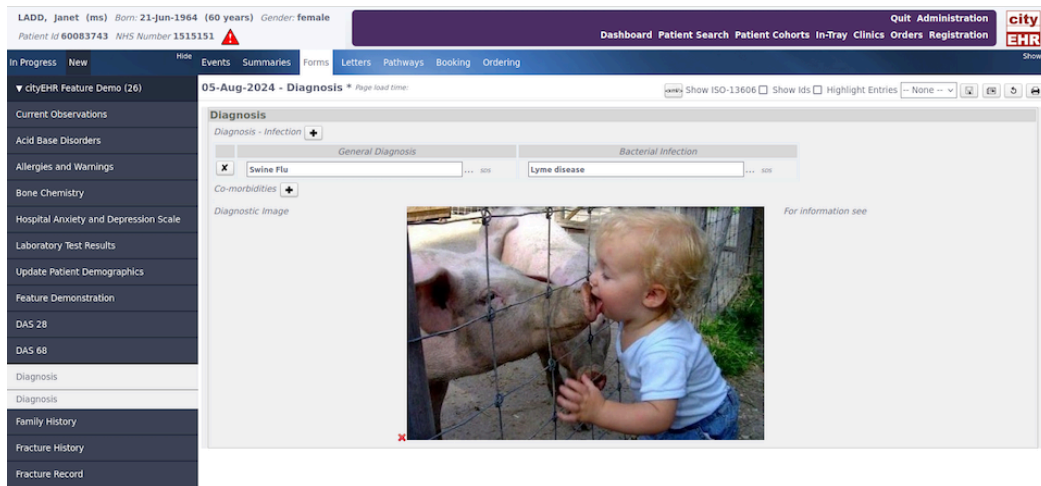 LADD, Janet (ms) Born: 21-Jun-1964 (60 years) Gender: female
Patient Id 60083743 NHS Number 1515151
Quit Administration
Dashboard Patient Search Patient Cohorts In-Tray Clinics Orders Registration
city
EHR
In Progress New Hide Events Summaries Forms Letters Pathways Booking Ordering Show
▼ cityEHR Feature Demo (26)
05-Aug-2024 - Diagnosis * Page load time:
Show ISO-13606 Show Ids Highlight Entries -- None --
Current Observations
Acid Base Disorders
Allergies and Warnings
Bone Chemistry
Hospital Anxiety and Depression Scale
Laboratory Test Results
Update Patient Demographics
Feature Demonstration
DAS 28
DAS 68
Diagnosis
Diagnosis
Family History
Fracture History
Fracture Record
Diagnosis
Diagnosis - Infection
General Diagnosis Bacterial Infection
Swine Flu ... sos Lyme disease ... sos
Co-morbidities
Diagnostic Image
For information see